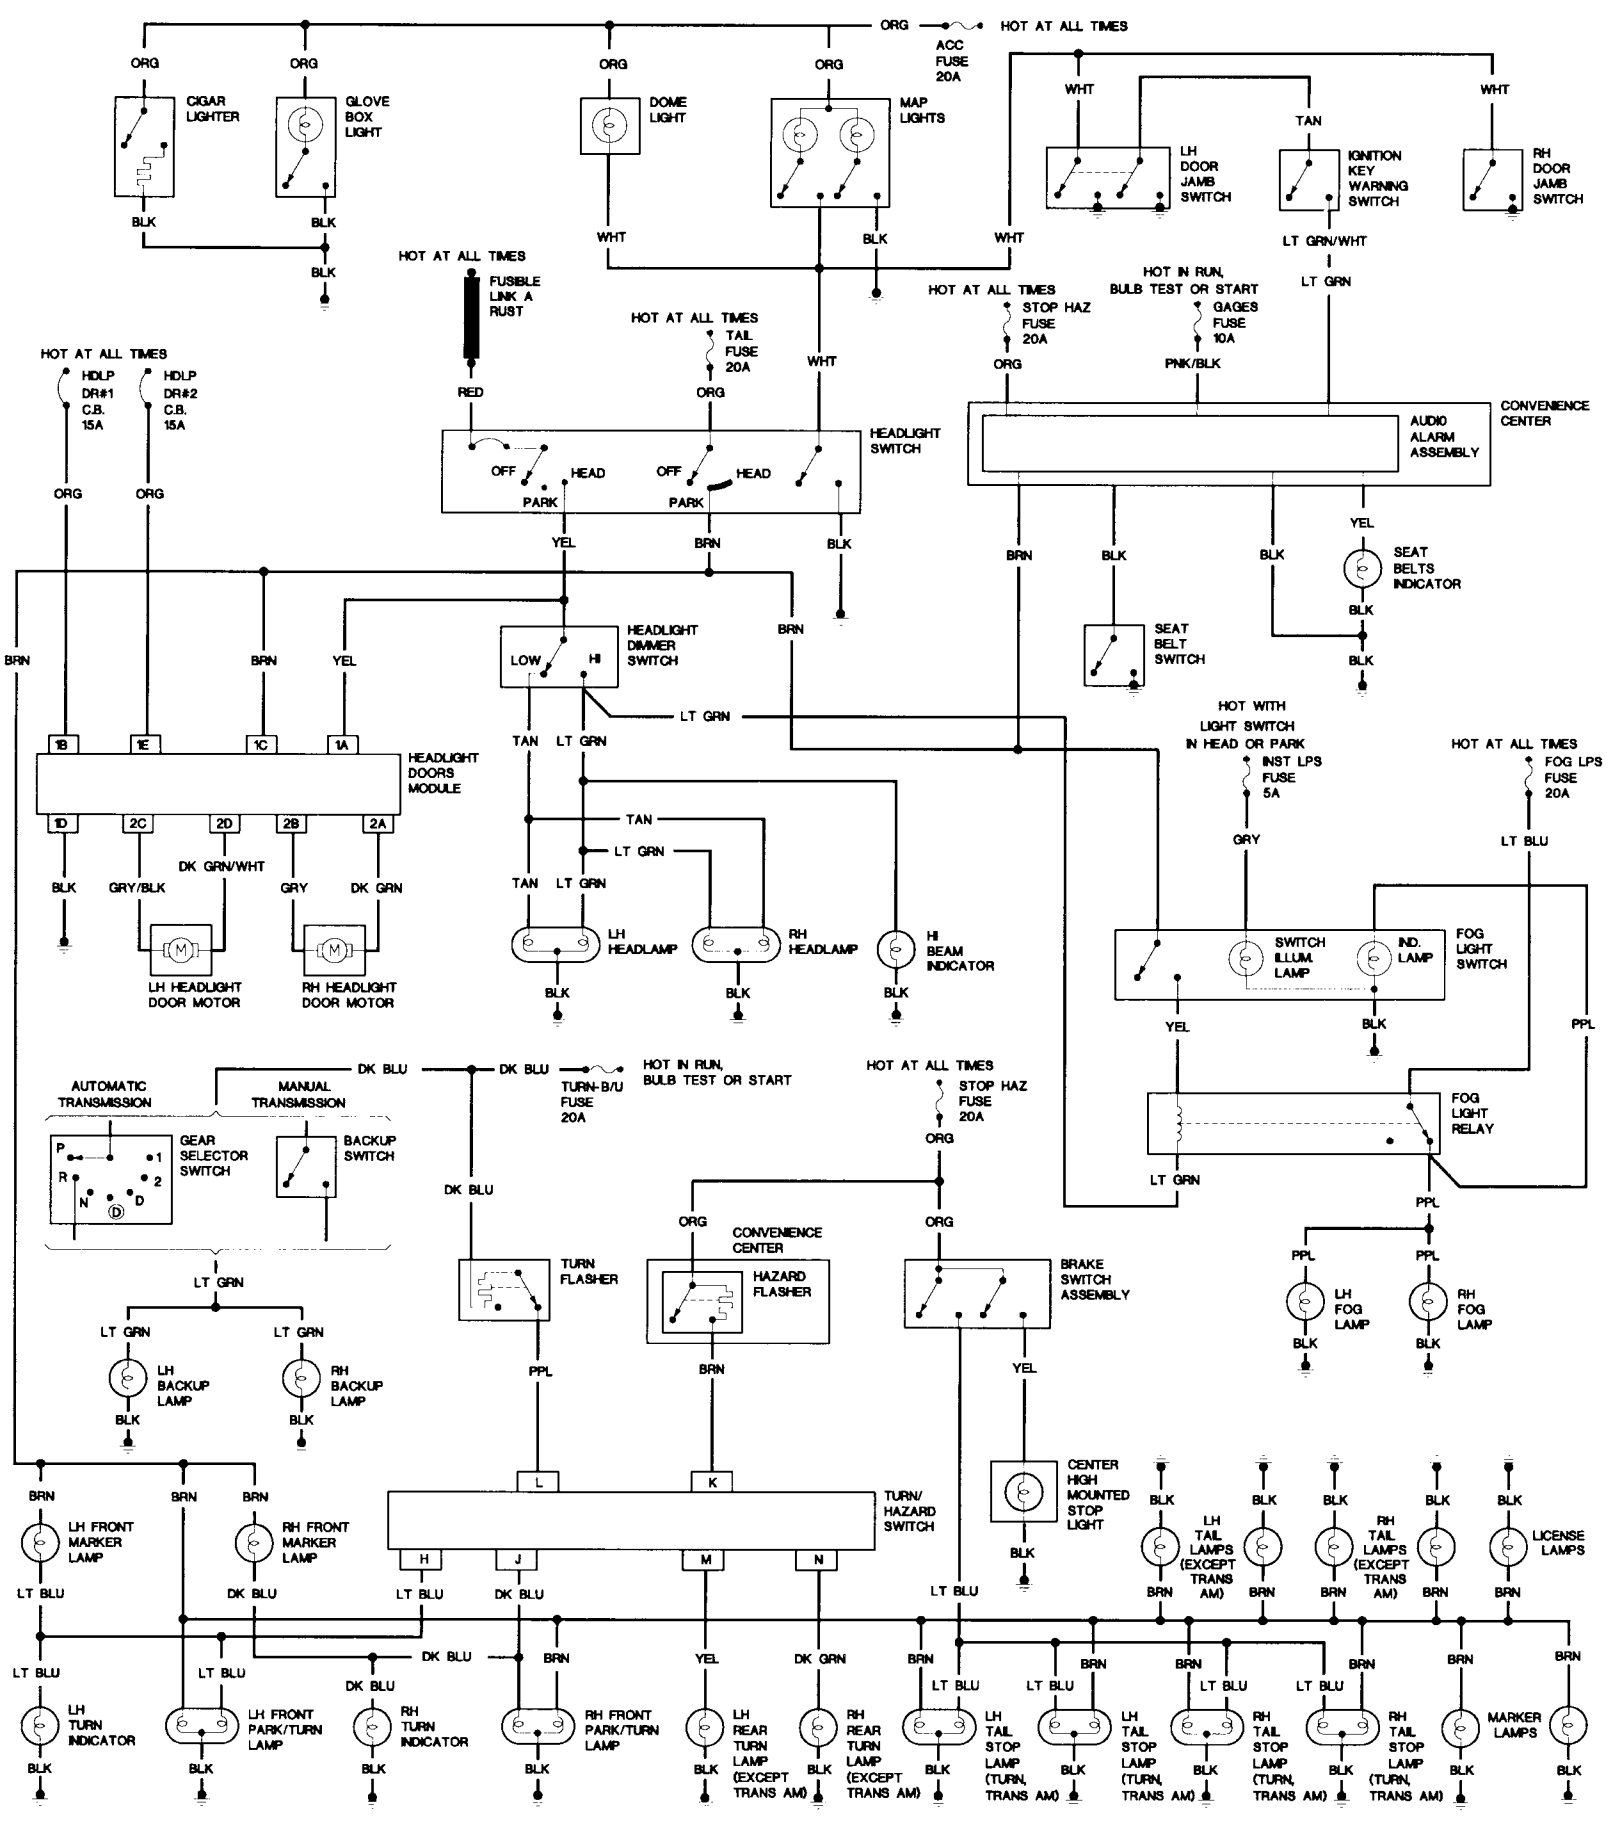 ORG
HOT AT ALL TIMES
ACC
FUSE
20A
ORG
ORG
ORG
ORG
CIGAR
LIGHTER
GLOVE
BOX
LIGHT
DOME
LIGHT
MAP
LIGHTS
WHT
WHT
TAN
LH
DOOR
JAMB
SWITCH
IGNITION
KEY
WARNING
SWITCH
RH
DOOR
JAMB
SWITCH
BLK
BLK
BLK
WHT
BLK
WHT
LT GRN/WHT
LT GRN
HOT AT ALL TIMES
FUSIBLE
LINK A
RUST
RED
HOT AT ALL TIMES
TAIL
FUSE
20A
ORG
WHT
HOT AT ALL TIMES
STOP HAZ
FUSE
20A
ORG
HOT IN RUN,
BULB TEST OR START
GAGES
FUSE
10A
PNK/BLK
HOT AT ALL TIMES
HDLP
DR#1
C.B.
15A
HDLP
DR#2
C.B.
15A
ORG
ORG
HEADLIGHT
SWITCH
OFF
HEAD
PARK
OFF
HEAD
PARK
CONVENIENCE
CENTER
AUDIO
ALARM
ASSEMBLY
YEL
BRN
BLK
BRN
BLK
BLK
YEL
SEAT
BELTS
INDICATOR
BLK
BLK
SEAT
BELT
SWITCH
BRN
BRN
YEL
BRN
HEADLIGHT
DIMMER
SWITCH
LOW
HI
LT GRN
TAN
LT GRN
1B
1E
1C
1A
HEADLIGHT
DOORS
MODULE
1D
2C
2D
2B
2A
BLK
GRY/BLK
DK GRN/WHT
GRY
DK GRN
M
M
LH HEADLIGHT
DOOR MOTOR
RH HEADLIGHT
DOOR MOTOR
TAN
LT GRN
TAN
LT GRN
LH
HEADLAMP
RH
HEADLAMP
HI
BEAM
INDICATOR
BLK
BLK
BLK
HOT WITH
LIGHT SWITCH
IN HEAD OR PARK
INST LPS
FUSE
5A
GRY
HOT AT ALL TIMES
FOG LPS
FUSE
20A
LT BLU
SWITCH
ILLUM.
LAMP
IND.
LAMP
FOG
LIGHT
SWITCH
YEL
BLK
PPL
FOG
LIGHT
RELAY
LT GRN
PPL
PPL
PPL
LH
FOG
LAMP
RH
FOG
LAMP
BLK
BLK
DK BLU
DK BLU
TURN-B/U
FUSE
20A
HOT IN RUN,
BULB TEST OR START
HOT AT ALL TIMES
STOP HAZ
FUSE
20A
ORG
AUTOMATIC
TRANSMISSION
MANUAL
TRANSMISSION
P
R
N
D
D
2
1
GEAR
SELECTOR
SWITCH
BACKUP
SWITCH
DK BLU
ORG
ORG
CONVENIENCE
CENTER
TURN
FLASHER
HAZARD
FLASHER
BRAKE
SWITCH
ASSEMBLY
LT GRN
LT GRN
LT GRN
LH
BACKUP
LAMP
RH
BACKUP
LAMP
BLK
BLK
PPL
BRN
YEL
L
K
TURN/
HAZARD
SWITCH
H
J
M
N
CENTER
HIGH
MOUNTED
STOP
LIGHT
BLK
BRN
BRN
BRN
LH FRONT
MARKER
LAMP
RH FRONT
MARKER
LAMP
LT BLU
DK BLU
LT BLU
DK BLU
LT BLU
BLK
BLK
BLK
BLK
BLK
LH
TAIL
LAMPS
(EXCEPT
TRANS
AM)
RH
TAIL
LAMPS
(EXCEPT
TRANS
AM)
LICENSE
LAMPS
BRN
BRN
BRN
BRN
BRN
LT BLU
LT BLU
DK BLU
DK BLU
BRN
YEL
DK GRN
BRN
LT BLU
LT BLU
BRN
BRN
LT BLU
LT BLU
BRN
BRN
BRN
LH
TURN
INDICATOR
LH FRONT
PARK/TURN
LAMP
RH
TURN
INDICATOR
RH FRONT
PARK/TURN
LAMP
LH
REAR
TURN
LAMP
(EXCEPT
TRANS AM)
RH
REAR
TURN
LAMP
(EXCEPT
TRANS AM)
LH
TAIL
STOP
LAMP
(TURN,
TRANS AM)
LH
TAIL
STOP
LAMP
(TURN,
TRANS AM)
RH
TAIL
STOP
LAMP
(TURN,
TRANS AM)
RH
TAIL
STOP
LAMP
(TURN,
TRANS AM)
MARKER
LAMPS
BLK
BLK
BLK
BLK
BLK
BLK
BLK
BLK
BLK
BLK
BLK
BLK